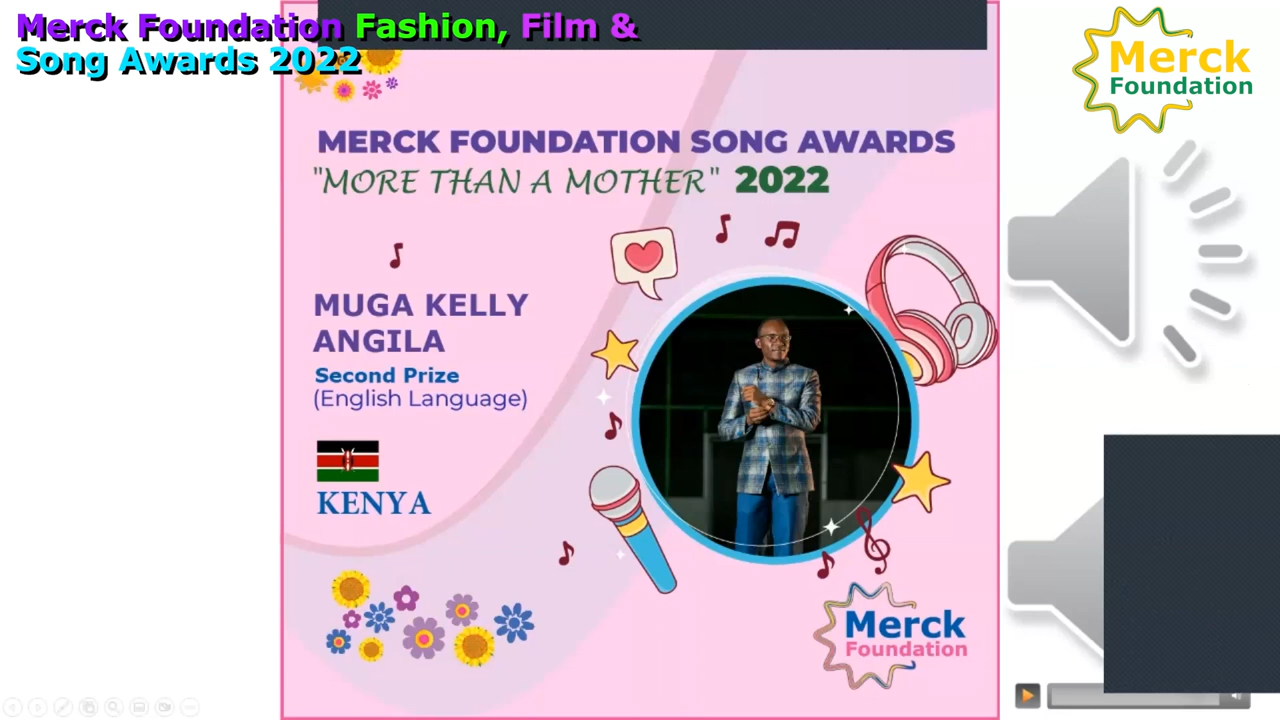 Merck Foundation Fashion, Film &
Song Awards 2022
Merck
Foundation
MERCK FOUNDATION SONG AWARDS
"MORE THAN A MOTHER" 2022
MUGA KELLY
ANGILA
Second Prize
(English Language)
KENYA
Merck
Foundation